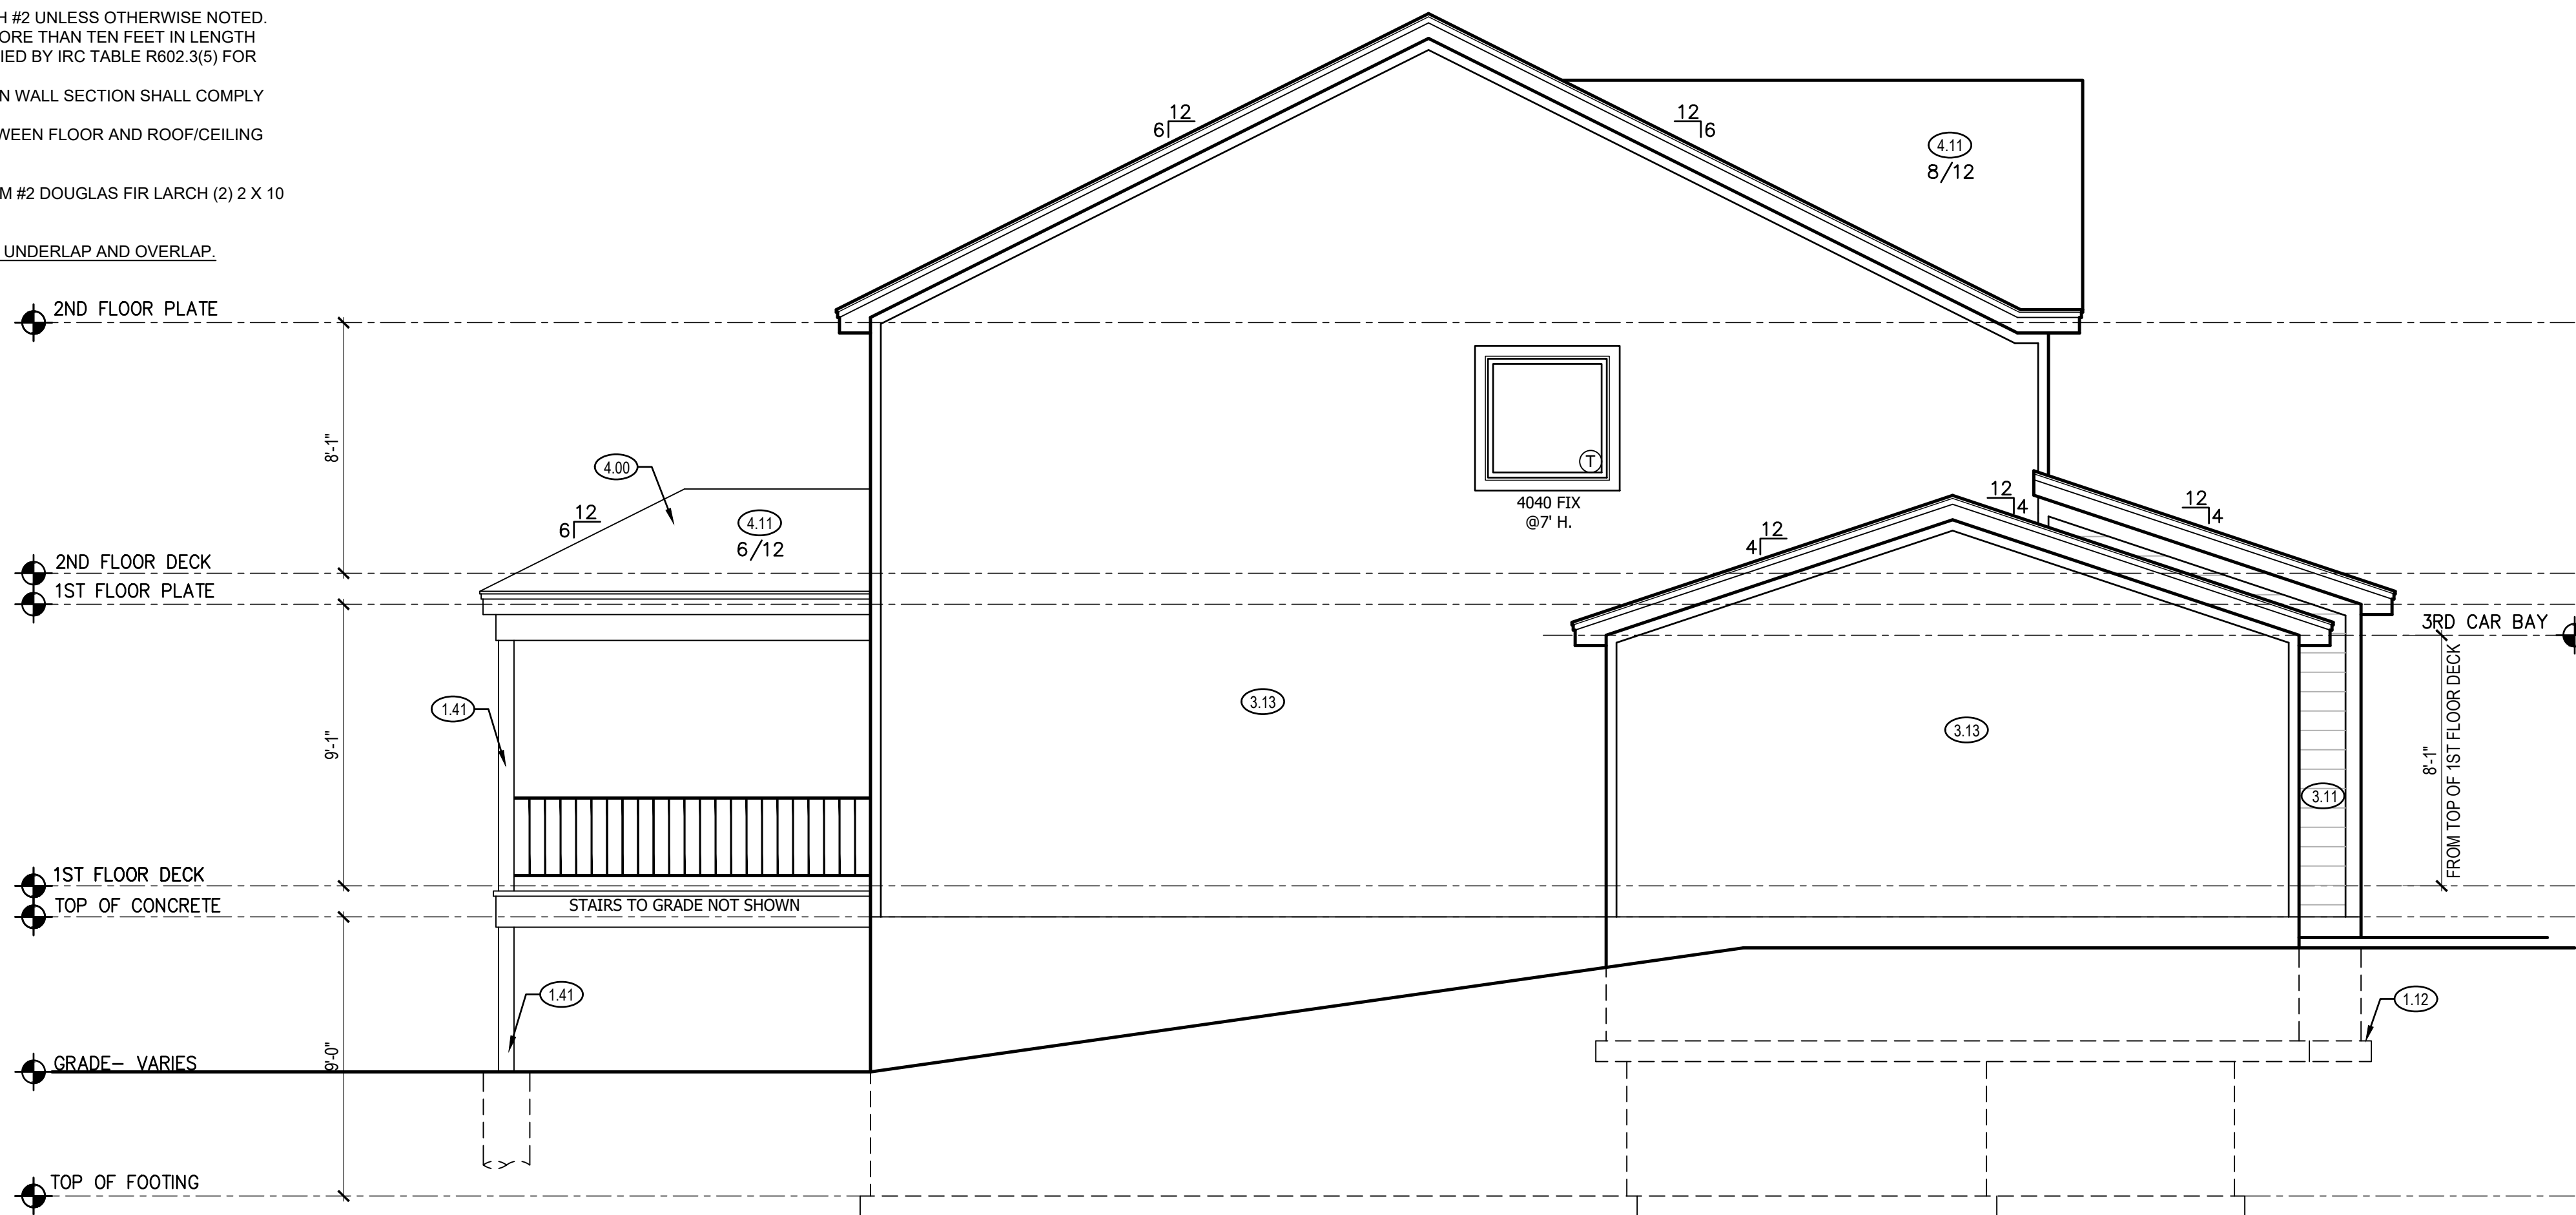 H #2 UNLESS OTHERWISE NOTED.
ORE THAN TEN FEET IN LENGTH
IED BY IRC TABLE R602.3(5) FOR
N WALL SECTION SHALL COMPLY
WEEN FLOOR AND ROOF/CEILING
M #2 DOUGLAS FIR LARCH (2) 2 X 10
UNDERLAP AND OVERLAP.
12
6
12
6
4.11
8/12
2ND FLOOR PLATE
8'-1"
4.00
12
6
4.11
6/12
T
4040 FIX
@7' H.
12
4
12
4
12
4
2ND FLOOR DECK
1ST FLOOR PLATE
3RD CAR BAY
9'-1"
1.41
3.13
3.13
3.11
8'-1"
FROM TOP OF 1ST FLOOR DECK
1ST FLOOR DECK
TOP OF CONCRETE
STAIRS TO GRADE NOT SHOWN
1.41
1.12
9'-0"
GRADE- VARIES
TOP OF FOOTING